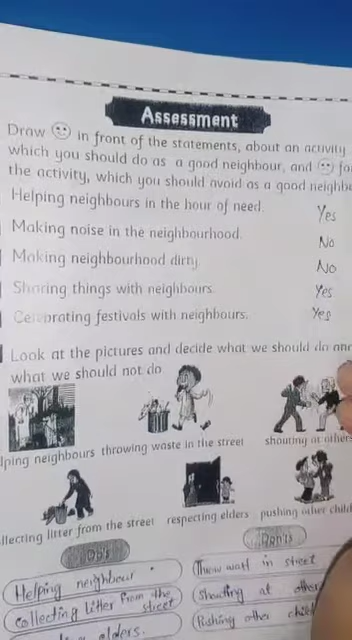 Assessment
Draw in front of the statements, about an activity
which you should do as a good neighbour, and fo
the activity, which you should avoid as a good neighbo
Helping neighbours in the hour of need. Yes
Making noise in the neighbourhood. No
Making neighbourhood dirty. No
Sharing things with neighbours. Yes
Celebrating festivals with neighbours. Yes
Look at the pictures and decide what we should do and
what we should not do
lping neighbours throwing waste in the street shouting at others
llecting litter from the street respecting elders pushing other child
Do's Don'ts
Helping neighbour Throw wast in street
Collecting litter from the street Shouting at other
elders. Pushing other child